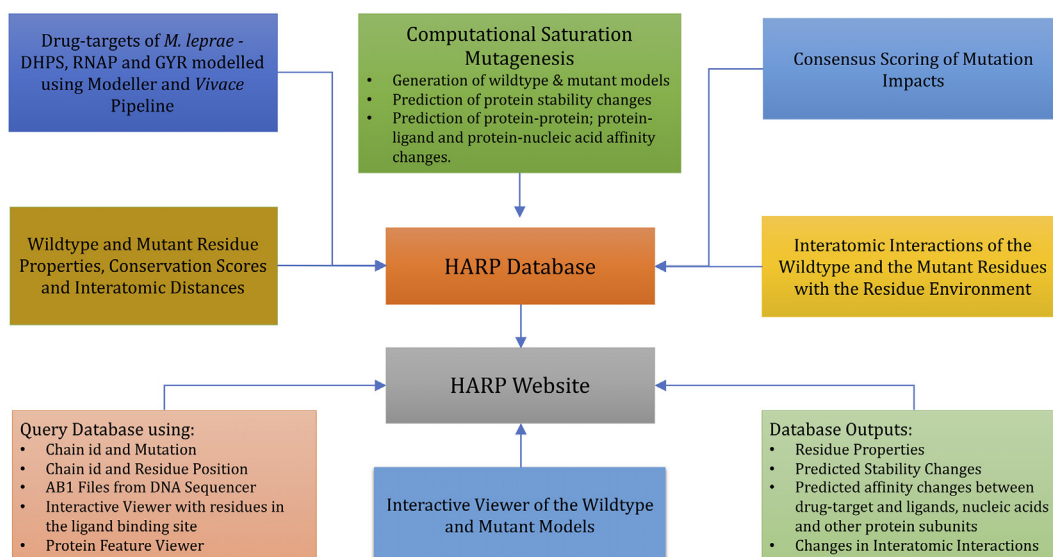 Drug-targets of M. leprae -
DHPS, RNAP and GYR modelled
using Modeller and Vivace
Pipeline
Computational Saturation
Mutagenesis
• Generation of wildtype & mutant models
• Prediction of protein stability changes
• Prediction of protein-protein; protein-
ligand and protein-nucleic acid affinity
changes.
Consensus Scoring of Mutation
Impacts
Wildtype and Mutant Residue
Properties, Conservation Scores
and Interatomic Distances
HARP Database
Interatomic Interactions of the
Wildtype and the Mutant Residues
with the Residue Environment
HARP Website
Query Database using:
• Chain id and Mutation
• Chain id and Residue Position
• AB1 Files from DNA Sequencer
• Interactive Viewer with residues in
the ligand binding site
• Protein Feature Viewer
Interactive Viewer of the Wildtype
and Mutant Models
Database Outputs:
• Residue Properties
• Predicted Stability Changes
• Predicted affinity changes between
drug-target and ligands, nucleic acids
and other protein subunits
• Changes in Interatomic Interactions